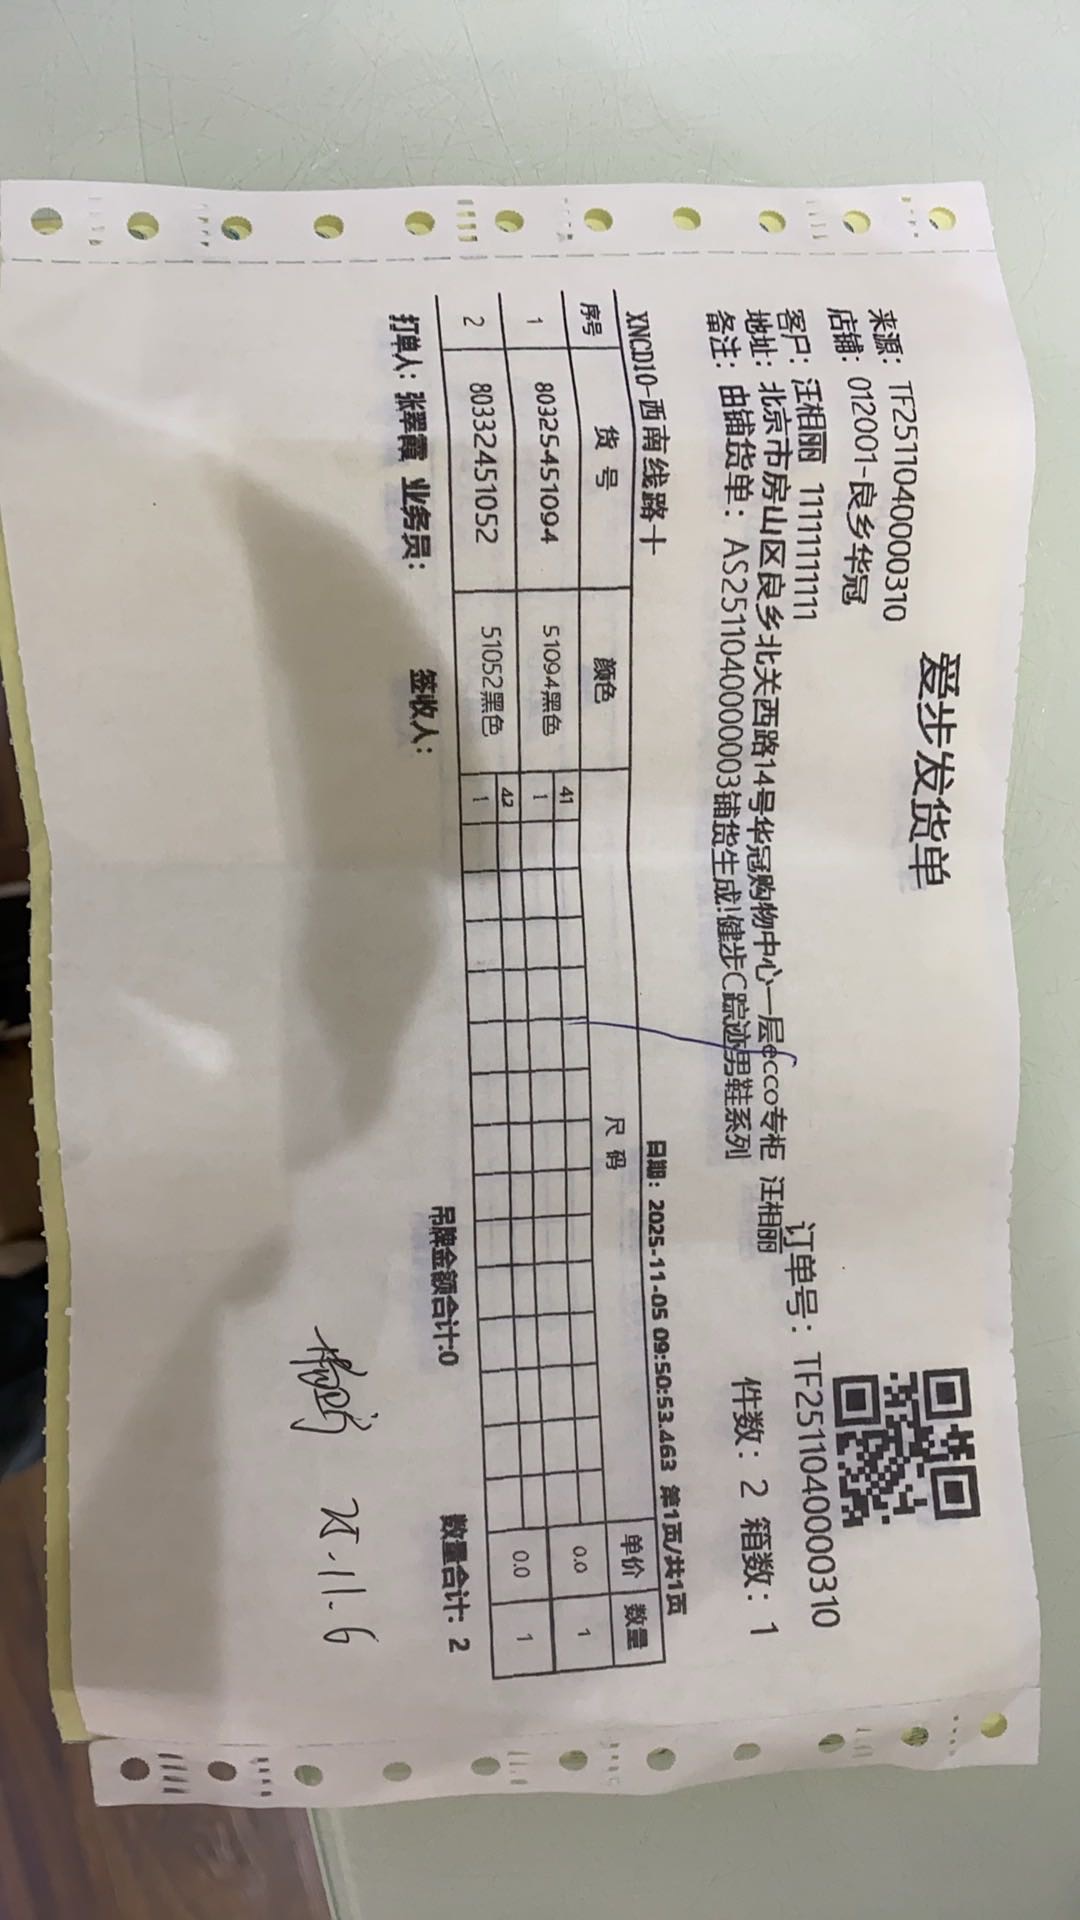 爱步发货单
来源：TF25110400000310
店铺：012001-良乡华冠
订单号：TF25110400000310
客户：汪相丽 11111111111
地址：北京市房山区良乡北关西路14号华冠购物中心一层ecco专柜 汪相丽
件数：2 箱数：1
备注：由铺货单：AS25110400000003铺货生成!健步C踪迹男鞋系列
XNCD10-西南线路十 日期：2025-11-05 09:50:53.463 第1页/共1页
序号 货号 颜色 尺码 单价 数量
41
1 80325451094 51094黑色 1 0.0 1
42
2 80332451052 51052黑色 1 0.0 1
打单人：张翠霞 业务员： 签收人： 吊牌金额合计:0 数量合计：2
25.11.6